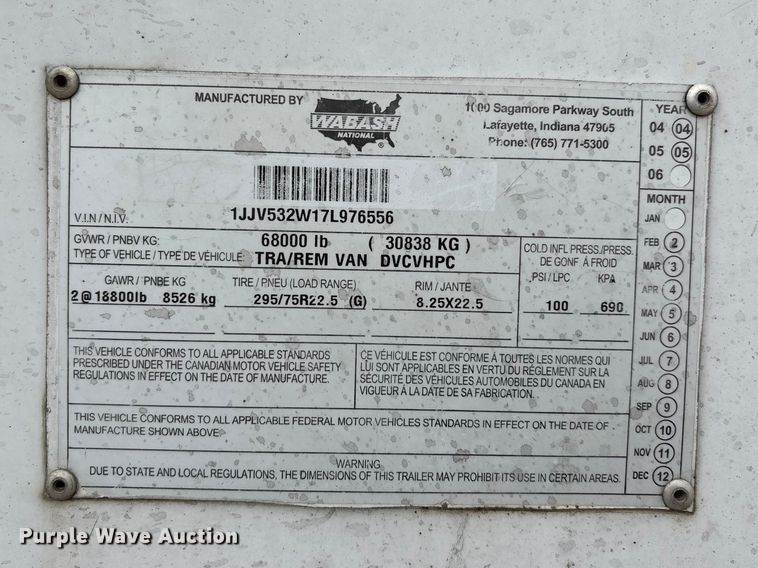 MANUFACTURED BY
WABASH
NATIONAL
1000 Sagamore Parkway South
Lafayette, Indiana 47905
Phone: (765) 771-5300
YEAR
04 04
05 05
06
MONTH
JAN
FEB 2
MAR 3
APR 4
MAY 5
JUN 6
JUL 7
AUG 8
SEP 9
OCT 10
NOV 11
DEC 12
V.I.N / N.I.V. 1JJV532W17L976556
GVWR / PNBV KG: 68000 lb ( 30838 KG )
TYPE OF VEHICLE / TYPE DE VÉHICULE: TRA/REM VAN DVCVHPC
COLD INFL PRESS./PRESS.
DE GONF À FROID
PSI / LPC KPA
100 690
GAWR / PNBE KG TIRE / PNEU (LOAD RANGE) RIM / JANTE
2 @ 18800lb 8526 kg 295/75R22.5 (G) 8.25X22.5
THIS VEHICLE CONFORMS TO ALL APPLICABLE STANDARDS
PRESCRIBED UNDER THE CANADIAN MOTOR VEHICLE SAFETY
REGULATIONS IN EFFECT ON THE DATE OF MANUFACTURE.
CE VÉHICULE EST CONFORME À TOUTES LES NORMES QUI
LUI SONT APPLICABLES EN VERTU DU RÈGLEMENT SUR LA
SÉCURITÉ DES VÉHICULES AUTOMOBILES DU CANADA EN
VIGUEUR À LA DATE DE SA FABRICATION.
THIS VEHICLE CONFORMS TO ALL APPLICABLE FEDERAL MOTOR VEHICLES STANDARDS IN EFFECT ON THE DATE OF
MANUFACTURE SHOWN ABOVE.
WARNING
DUE TO STATE AND LOCAL REGULATIONS, THE DIMENSIONS OF THIS TRAILER MAY PROHIBIT ITS USE IN CERTAIN AREAS.
Purple Wave Auction